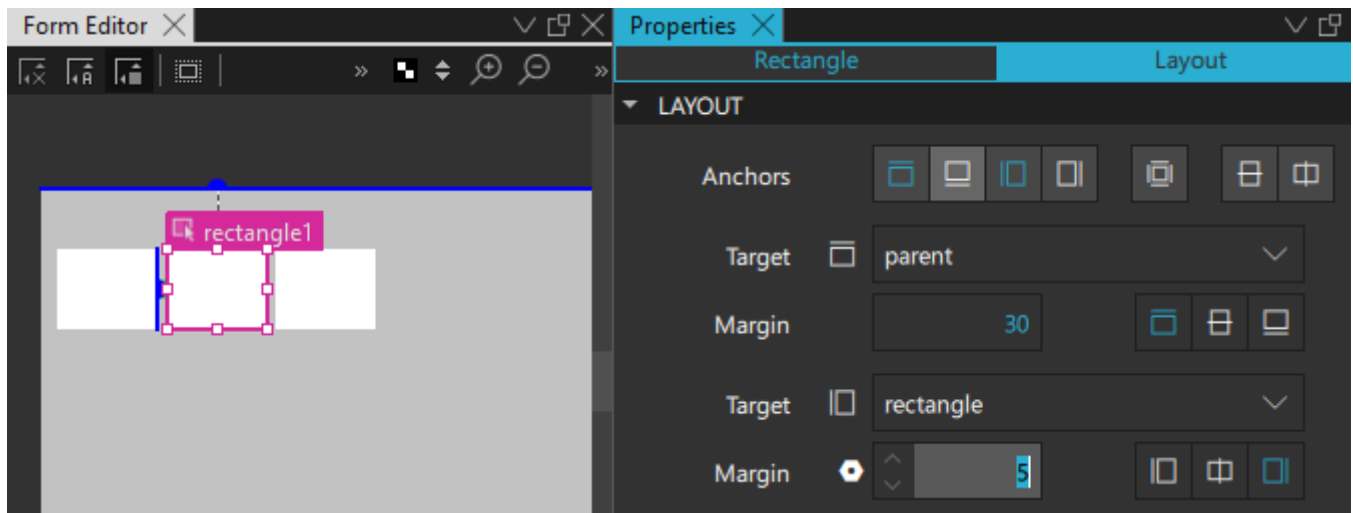 Form Editor
Properties
Rectangle
Layout
LAYOUT
rectangle1
Anchors
Target
parent
Margin
30
Target
rectangle
Margin
5